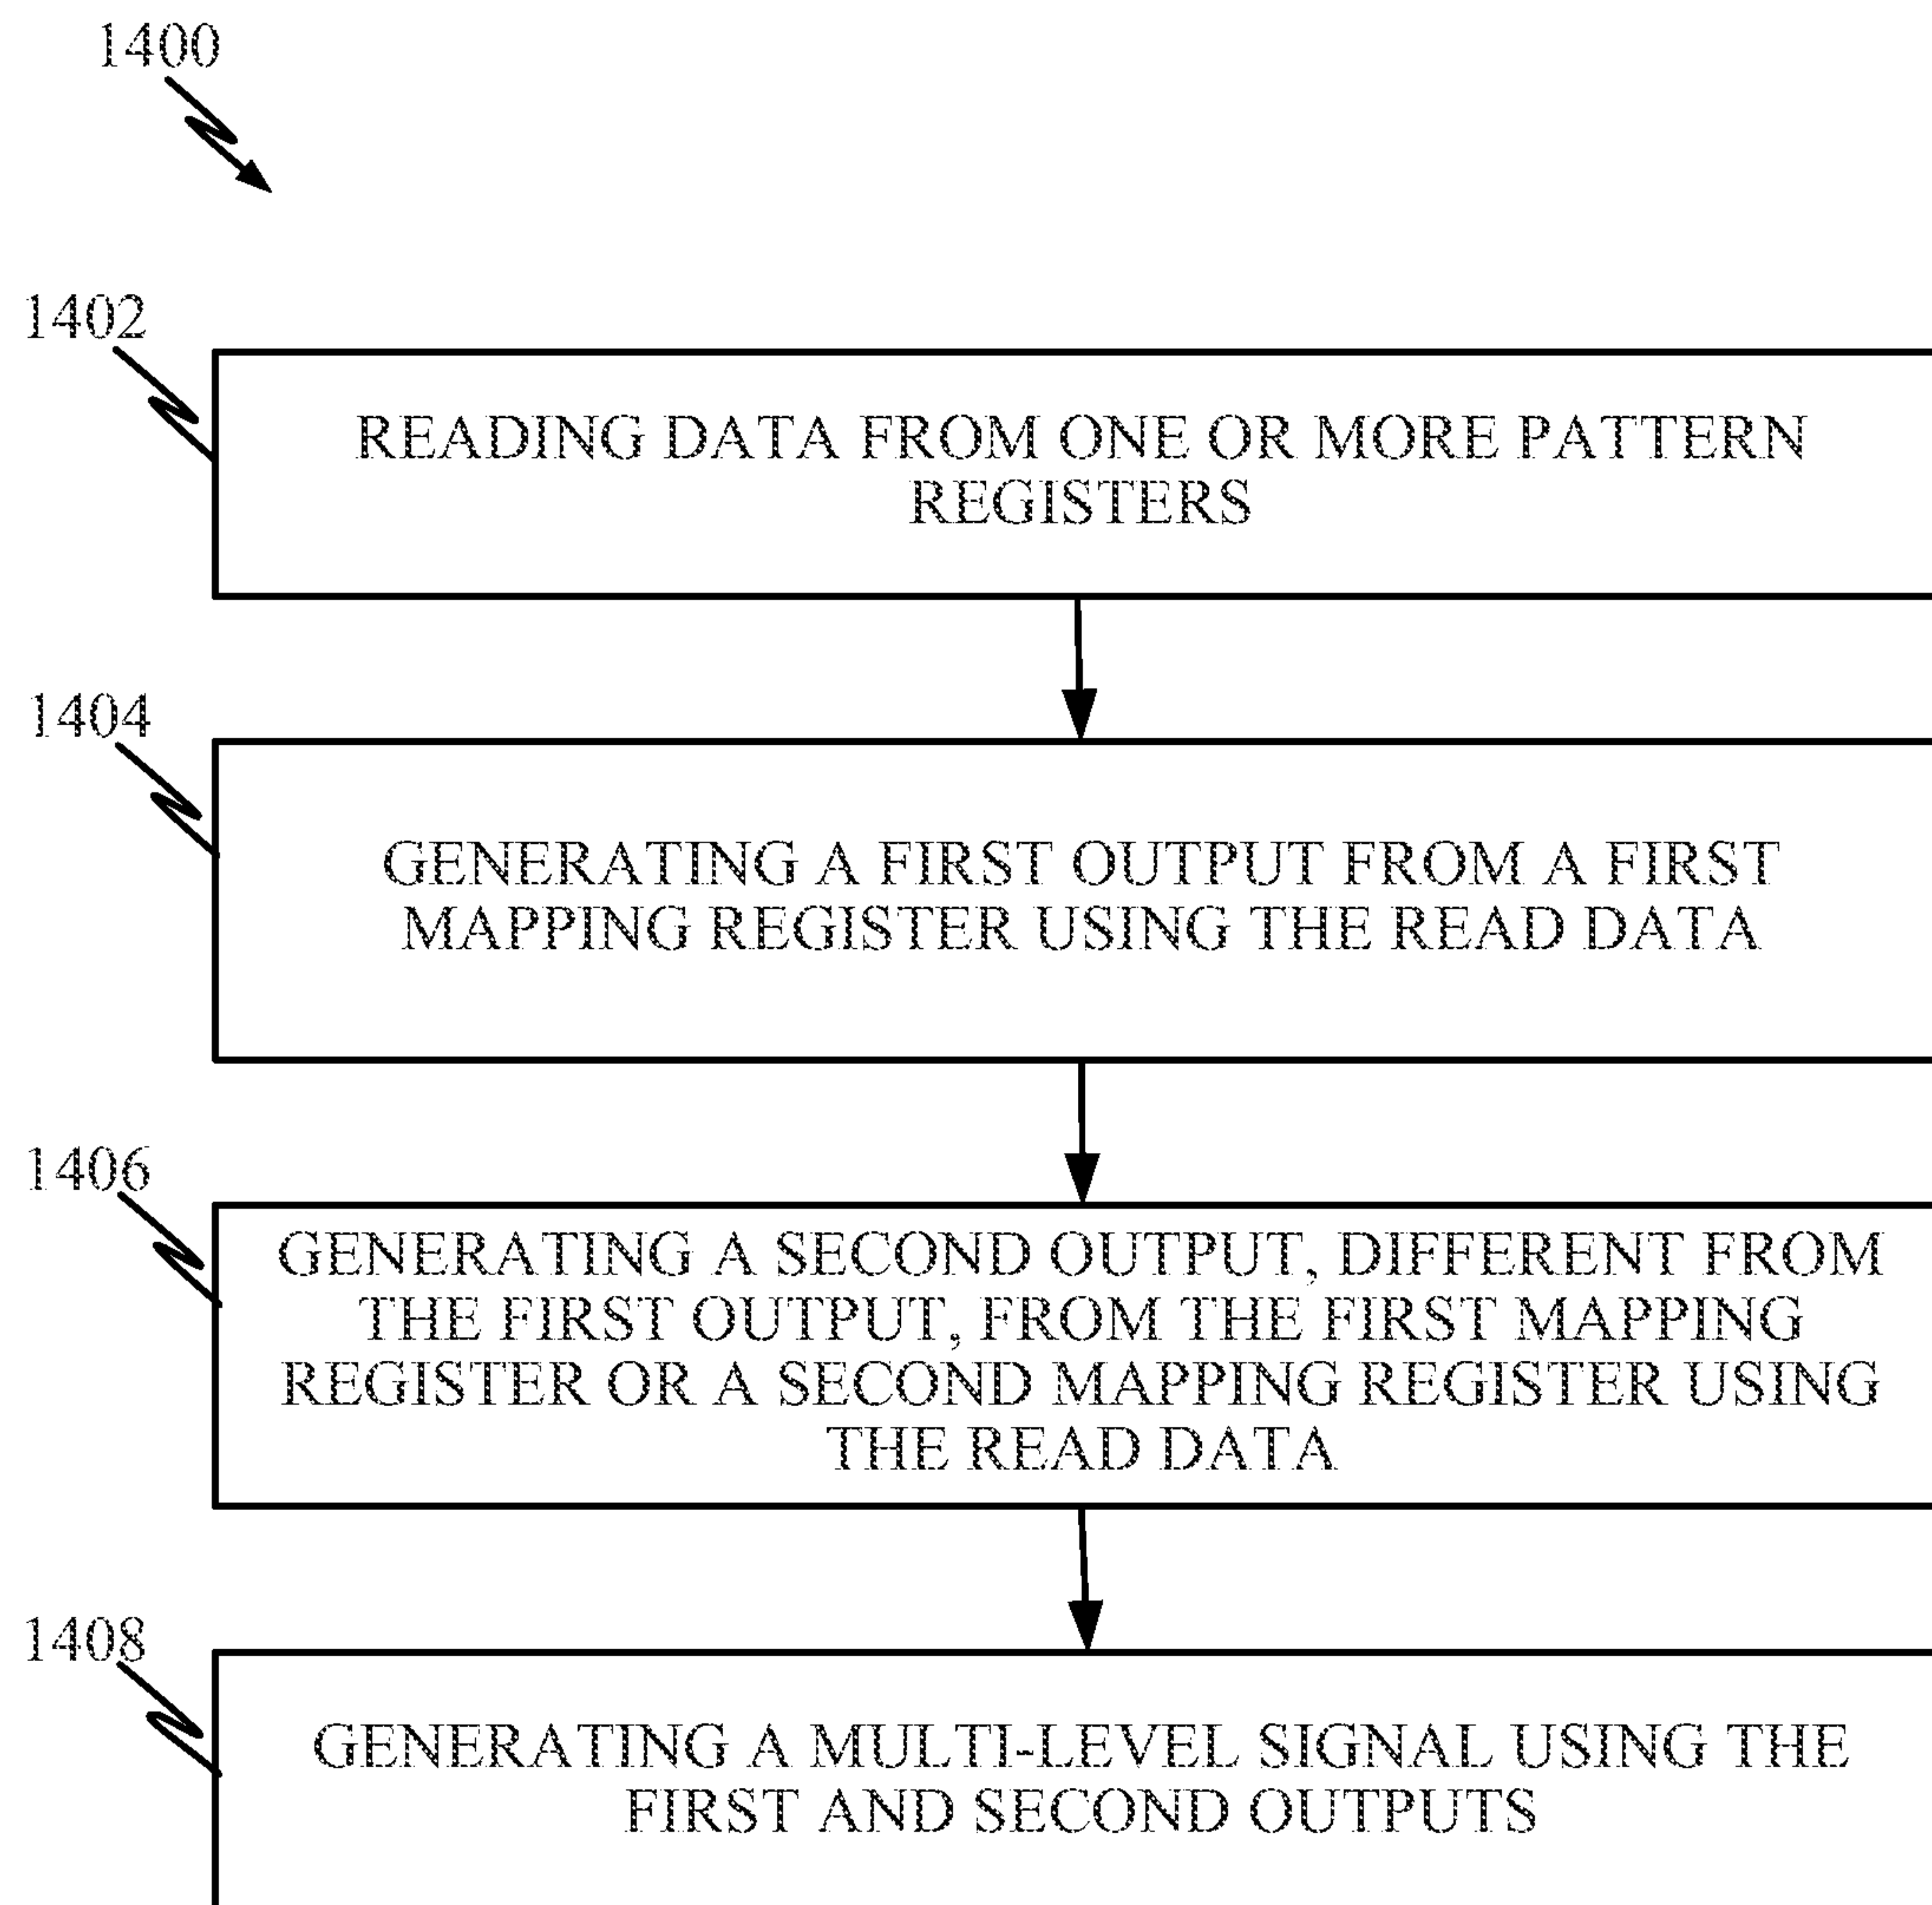 1400
1402
READING DATA FROM ONE OR MORE PATTERN
REGISTERS
1404
GENERATING A FIRST OUTPUT FROM A FIRST
MAPPING REGISTER USING THE READ DATA
1406
GENERATING A SECOND OUTPUT, DIFFERENT FROM
THE FIRST OUTPUT, FROM THE FIRST MAPPING
REGISTER OR A SECOND MAPPING REGISTER USING
THE READ DATA
1408
GENERATING A MULTI-LEVEL SIGNAL USING THE
FIRST AND SECOND OUTPUTS